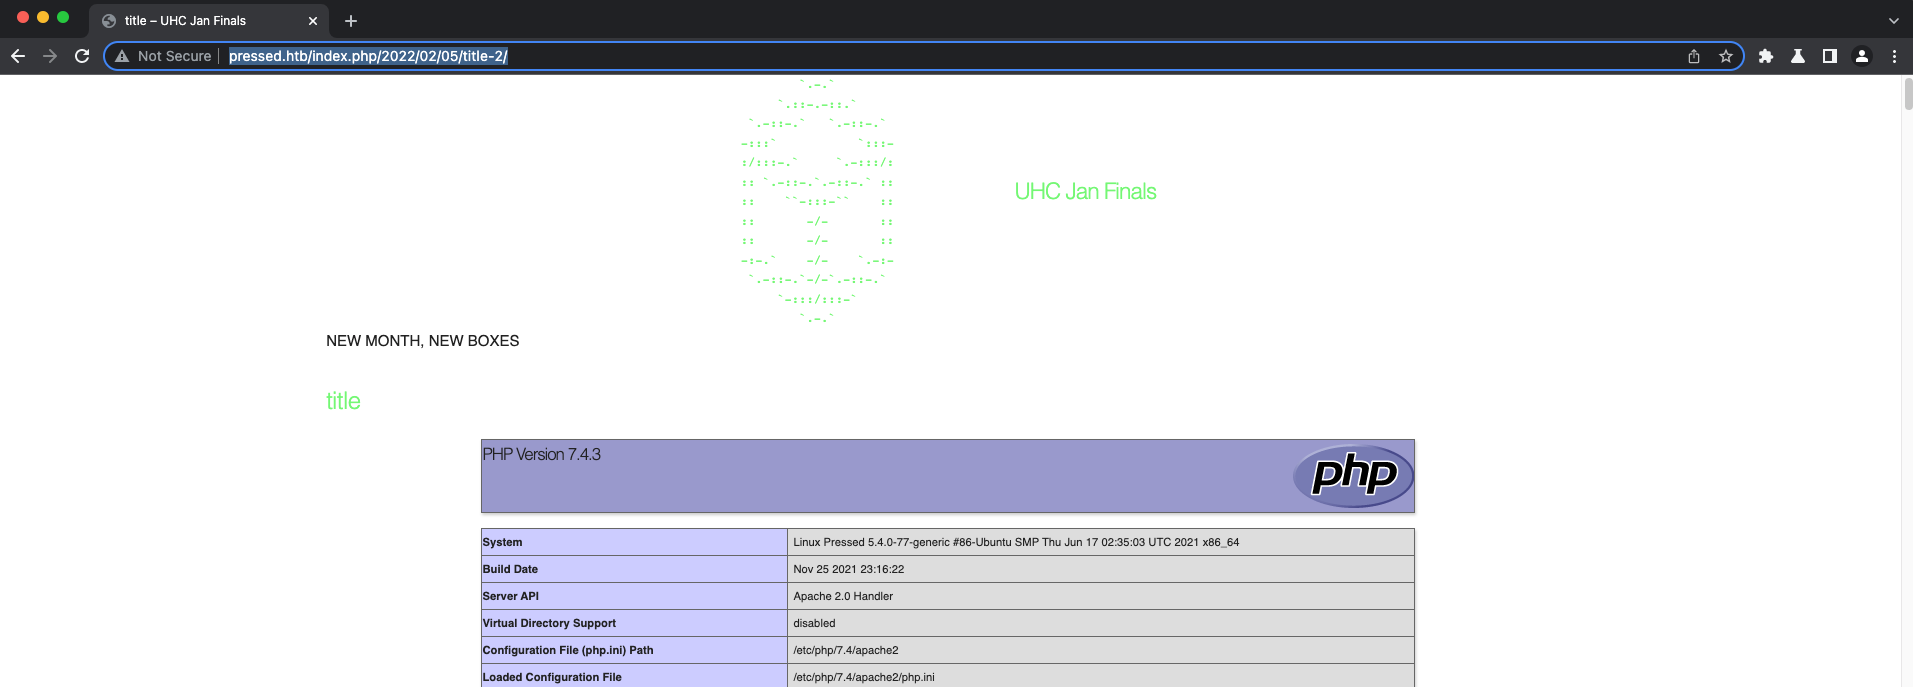 title – UHC Jan Finals
Not Secure pressed.htb/index.php/2022/02/05/title-2/
`.-.`
`.::-.-::.`
`.-::-.` `.-::-.`
-:::` `:::-
:/:::-.` `.-:::/:
:: `.-::-.`.-::-.` ::
:: ``-:::-`` ::
:: -/- ::
:: -/- ::
-:-.` -/- `.-:-
`.-::-.`-/-`.-::-.`
`-:::/:::-`
`.-.`
UHC Jan Finals
NEW MONTH, NEW BOXES
title
PHP Version 7.4.3
php
System Linux Pressed 5.4.0-77-generic #86-Ubuntu SMP Thu Jun 17 02:35:03 UTC 2021 x86_64
Build Date Nov 25 2021 23:16:22
Server API Apache 2.0 Handler
Virtual Directory Support disabled
Configuration File (php.ini) Path /etc/php/7.4/apache2
Loaded Configuration File /etc/php/7.4/apache2/php.ini